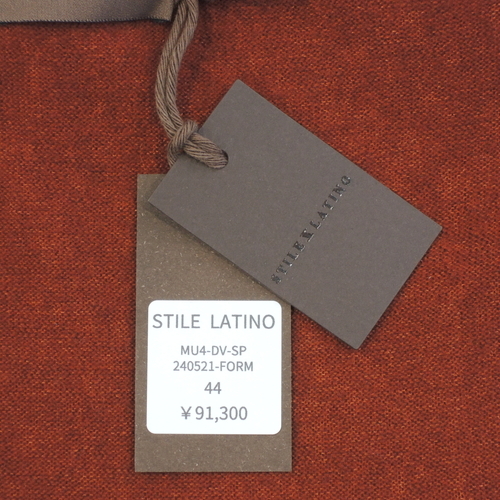 STILE LATINO
STILE LATINO
MU4-DV-SP
240521-FORM
44
￥91,300